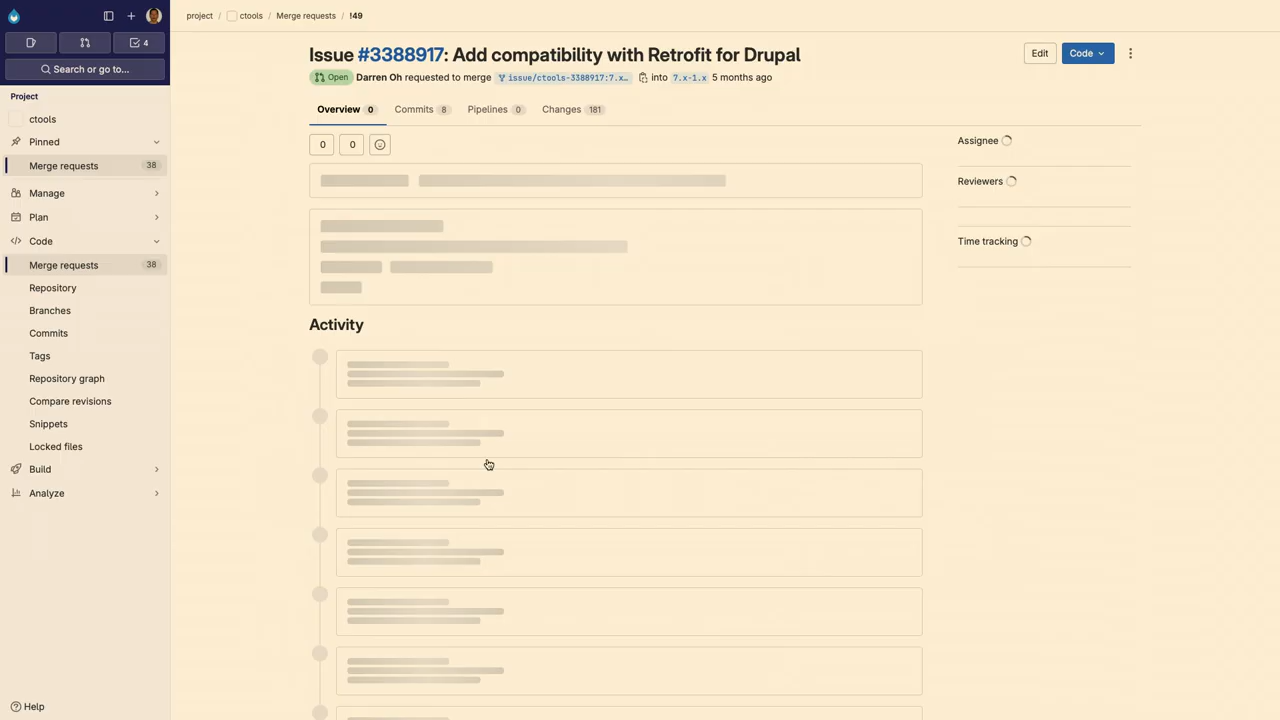 project / ctools / Merge requests / !49
4
Search or go to...
Project
ctools
Pinned
Merge requests 38
Manage
Plan
Code
Merge requests 38
Repository
Branches
Commits
Tags
Repository graph
Compare revisions
Snippets
Locked files
Build
Analyze
Help
Issue #3388917: Add compatibility with Retrofit for Drupal
Edit
Code
Open Darren Oh requested to merge issue/ctools-3388917:7.x… into 7.x-1.x 5 months ago
Overview 0 Commits 8 Pipelines 0 Changes 181
0 0
Activity
Assignee
Reviewers
Time tracking